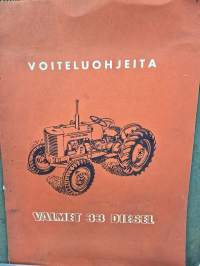 VOITELUOHJEITA
VALMET 33 DIESEL